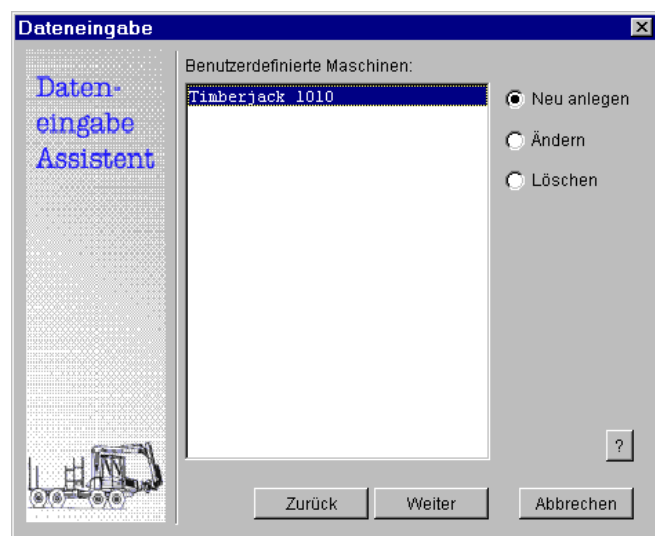 Dateneingabe
Daten-
eingabe
Assistent
Benutzerdefinierte Maschinen:
Timberjack 1010
Neu anlegen
Ändern
Löschen
?
Zurück
Weiter
Abbrechen